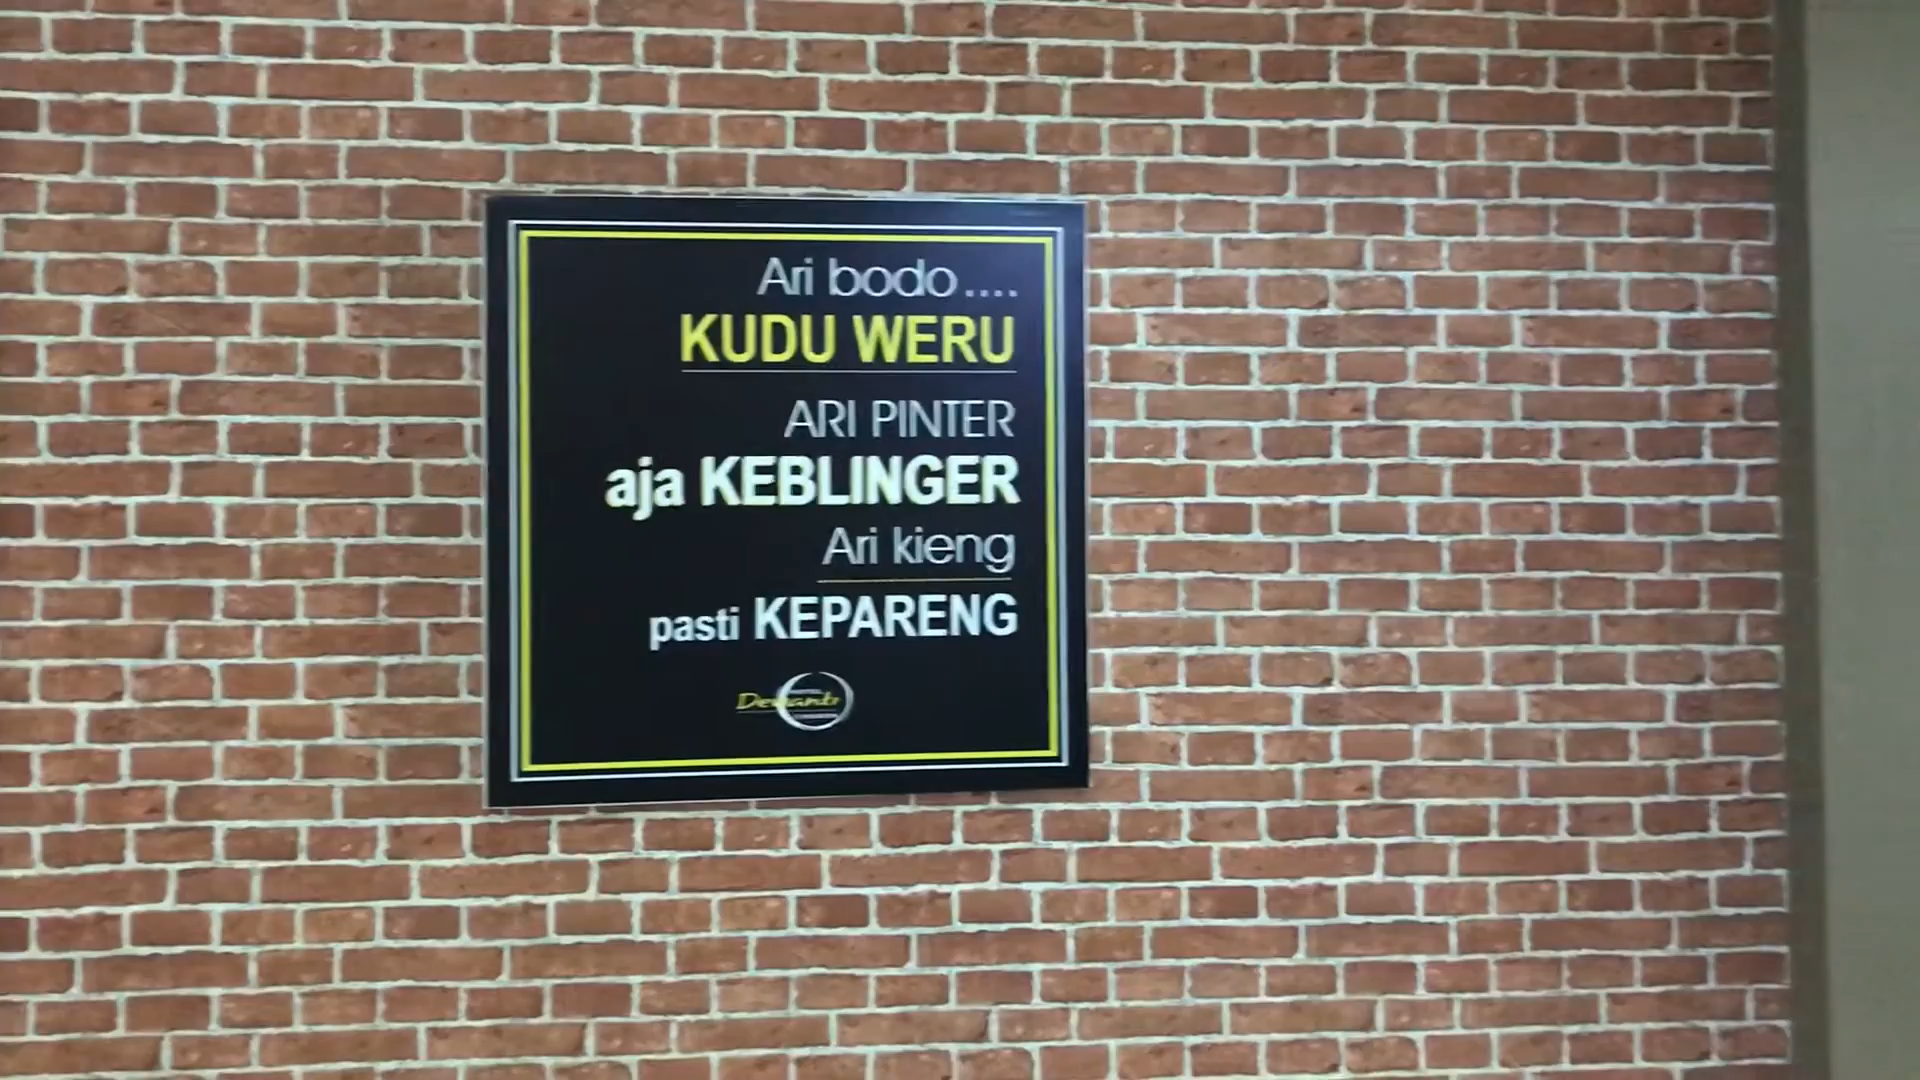 Ari bodo....
KUDU WERU
ARI PINTER
aja KEBLINGER
Ari kieng
pasti KEPARENG